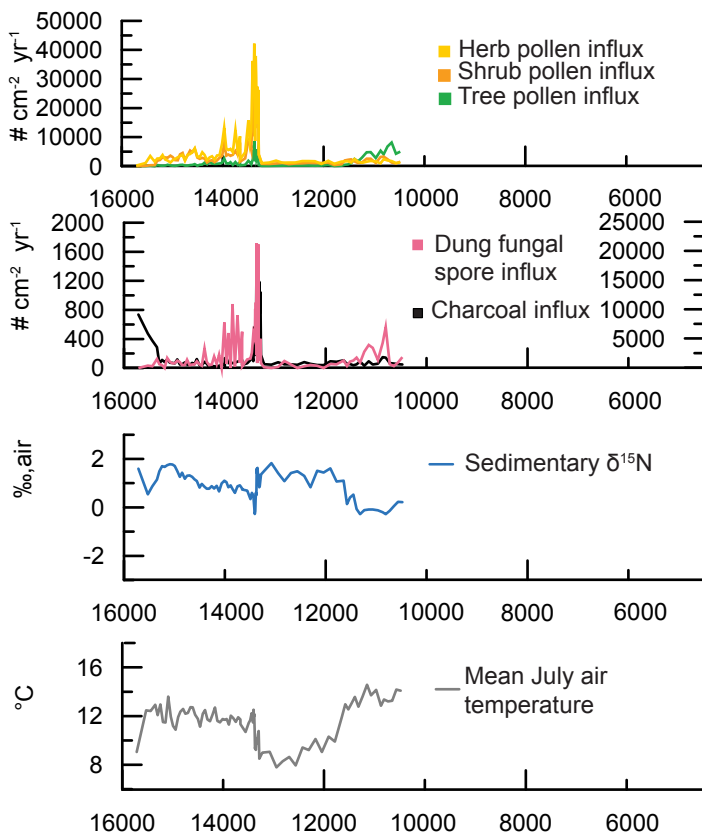 50000
40000
30000
20000
10000
0
# cm⁻² yr⁻¹
Herb pollen influx
Shrub pollen influx
Tree pollen influx
16000 14000 12000 10000 8000 6000
2000
1600
1200
800
400
0
# cm⁻² yr⁻¹
Dung fungal
spore influx
Charcoal influx
25000
20000
15000
10000
5000
0
16000 14000 12000 10000 8000 6000
2
0
-2
‰,air
Sedimentary δ¹⁵N
16000 14000 12000 10000 8000 6000
16
12
8
°C
Mean July air
temperature
16000 14000 12000 10000 8000 6000